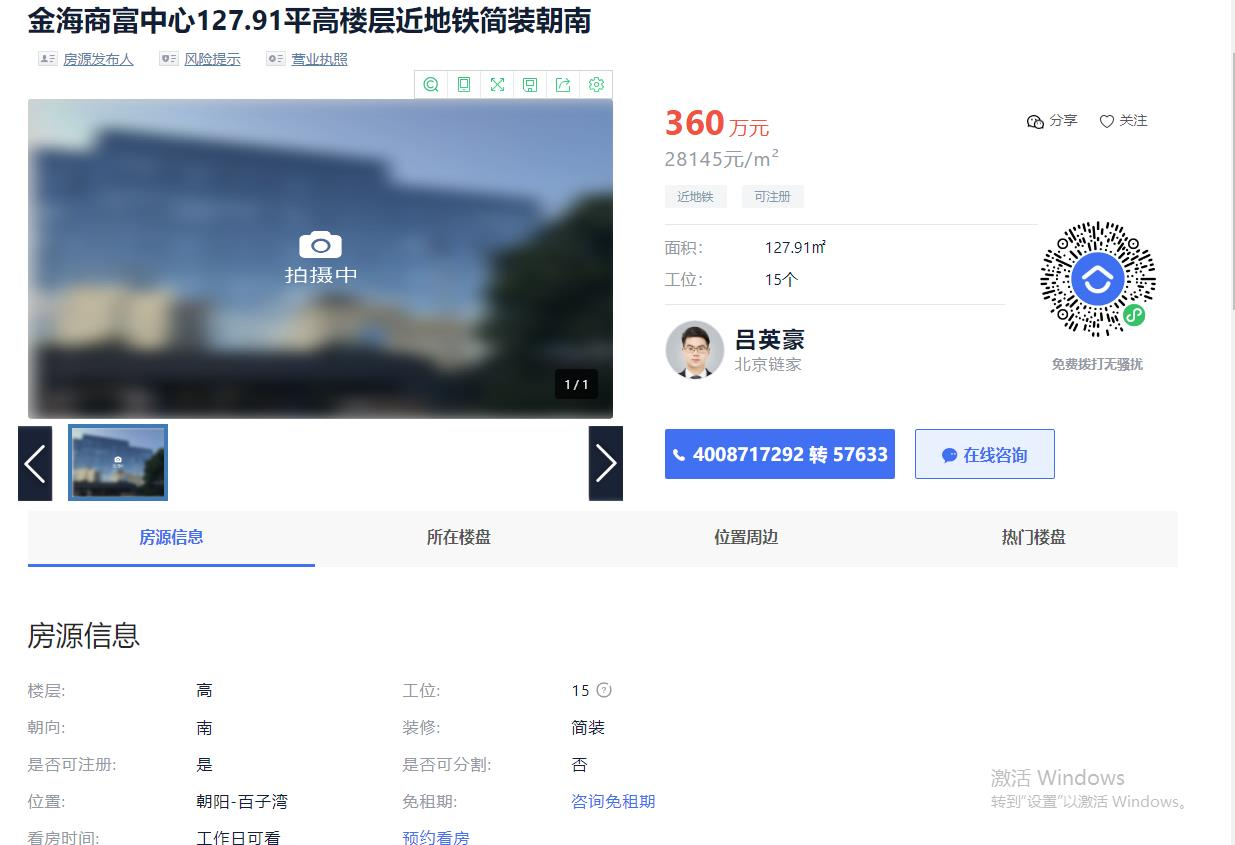 金海商富中心127.91平高楼层近地铁简装朝南
房源发布人 风险提示 营业执照
拍摄中
1/1
360万元
分享 关注
28145元/m²
近地铁 可注册
面积: 127.91㎡
工位: 15个
吕英豪
北京链家
免费拨打无骚扰
4008717292 转 57633
在线咨询
房源信息 所在楼盘 位置周边 热门楼盘
房源信息
楼层: 高 工位: 15
朝向: 南 装修: 简装
是否可注册: 是 是否可分割: 否
位置: 朝阳-百子湾 免租期: 咨询免租期
看房时间: 工作日可看 预约看房
激活 Windows
转到"设置"以激活 Windows。